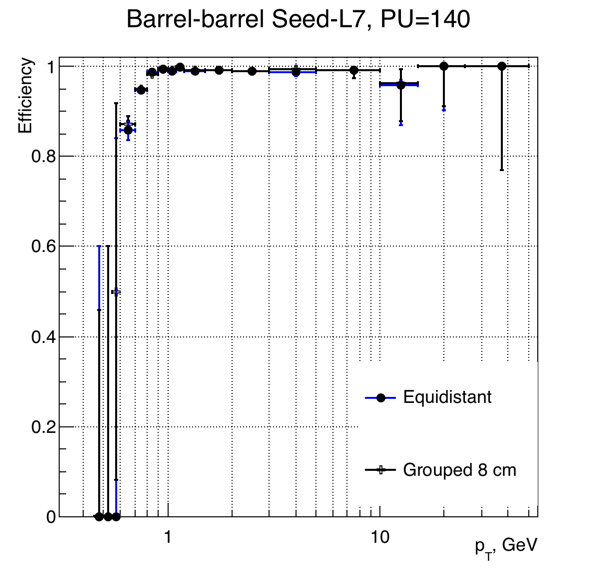 Barrel-barrel Seed-L7, PU=140
Efficiency
1
0.8
0.6
0.4
0.2
0
Equidistant
Grouped 8 cm
1
10
pT, GeV